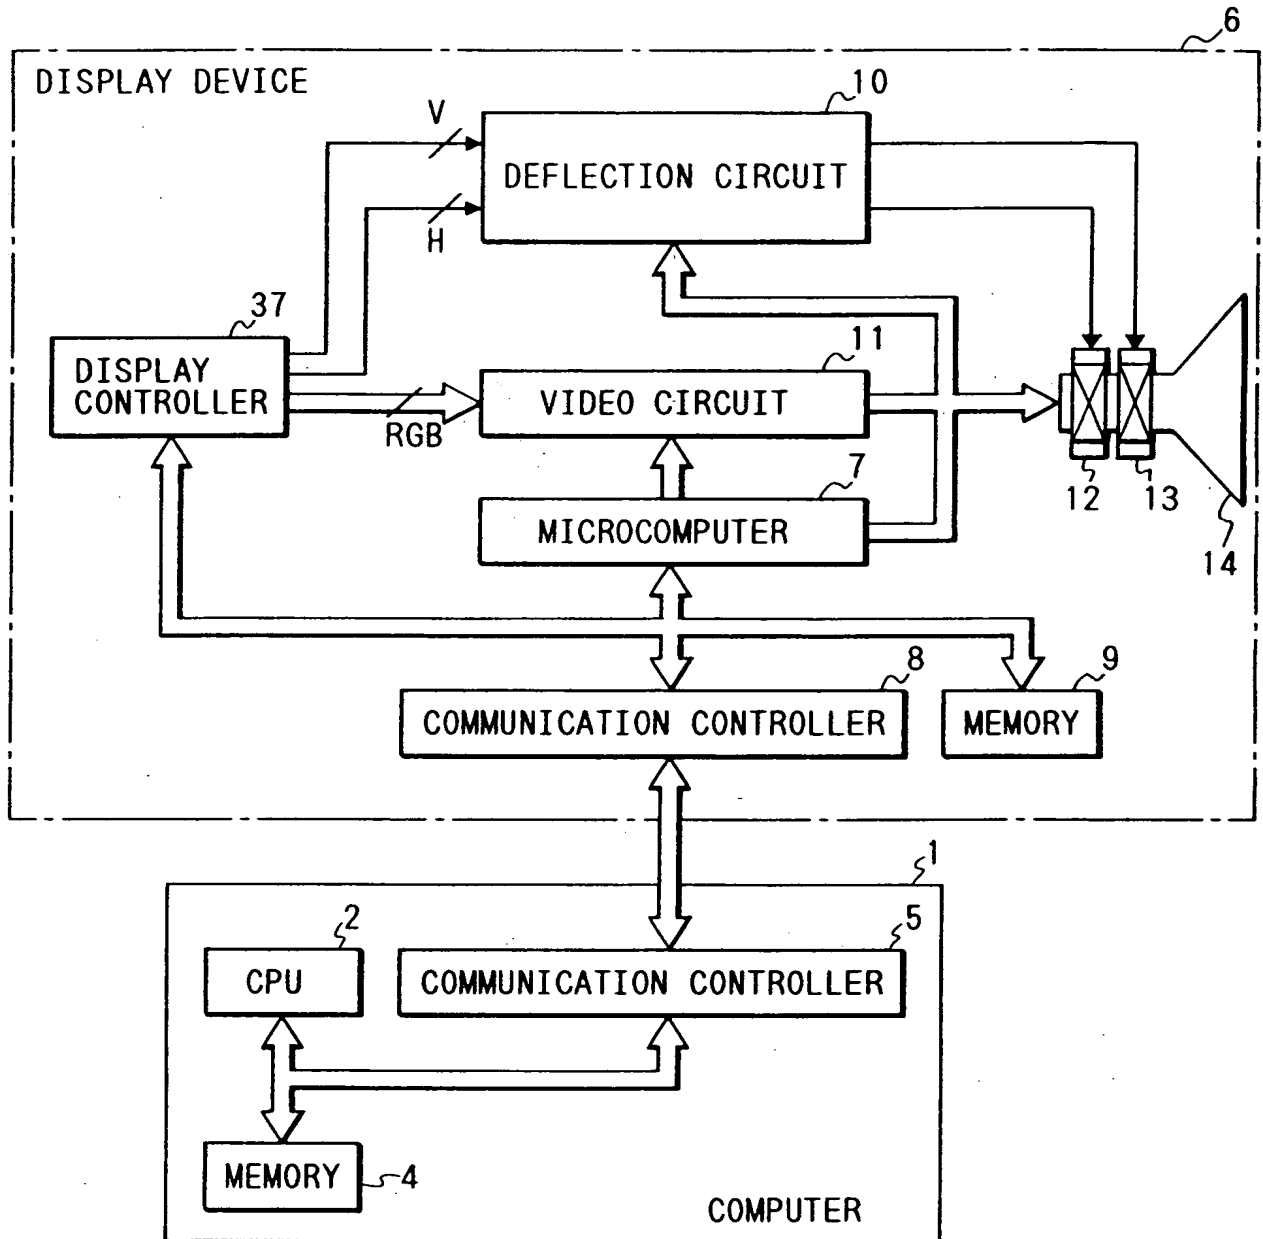 6
DISPLAY DEVICE
10
V
DEFLECTION CIRCUIT
H
37
DISPLAY
CONTROLLER
RGB
11
VIDEO CIRCUIT
12
13
14
7
MICROCOMPUTER
8
COMMUNICATION CONTROLLER
9
MEMORY
1
2
CPU
5
COMMUNICATION CONTROLLER
MEMORY
4
COMPUTER